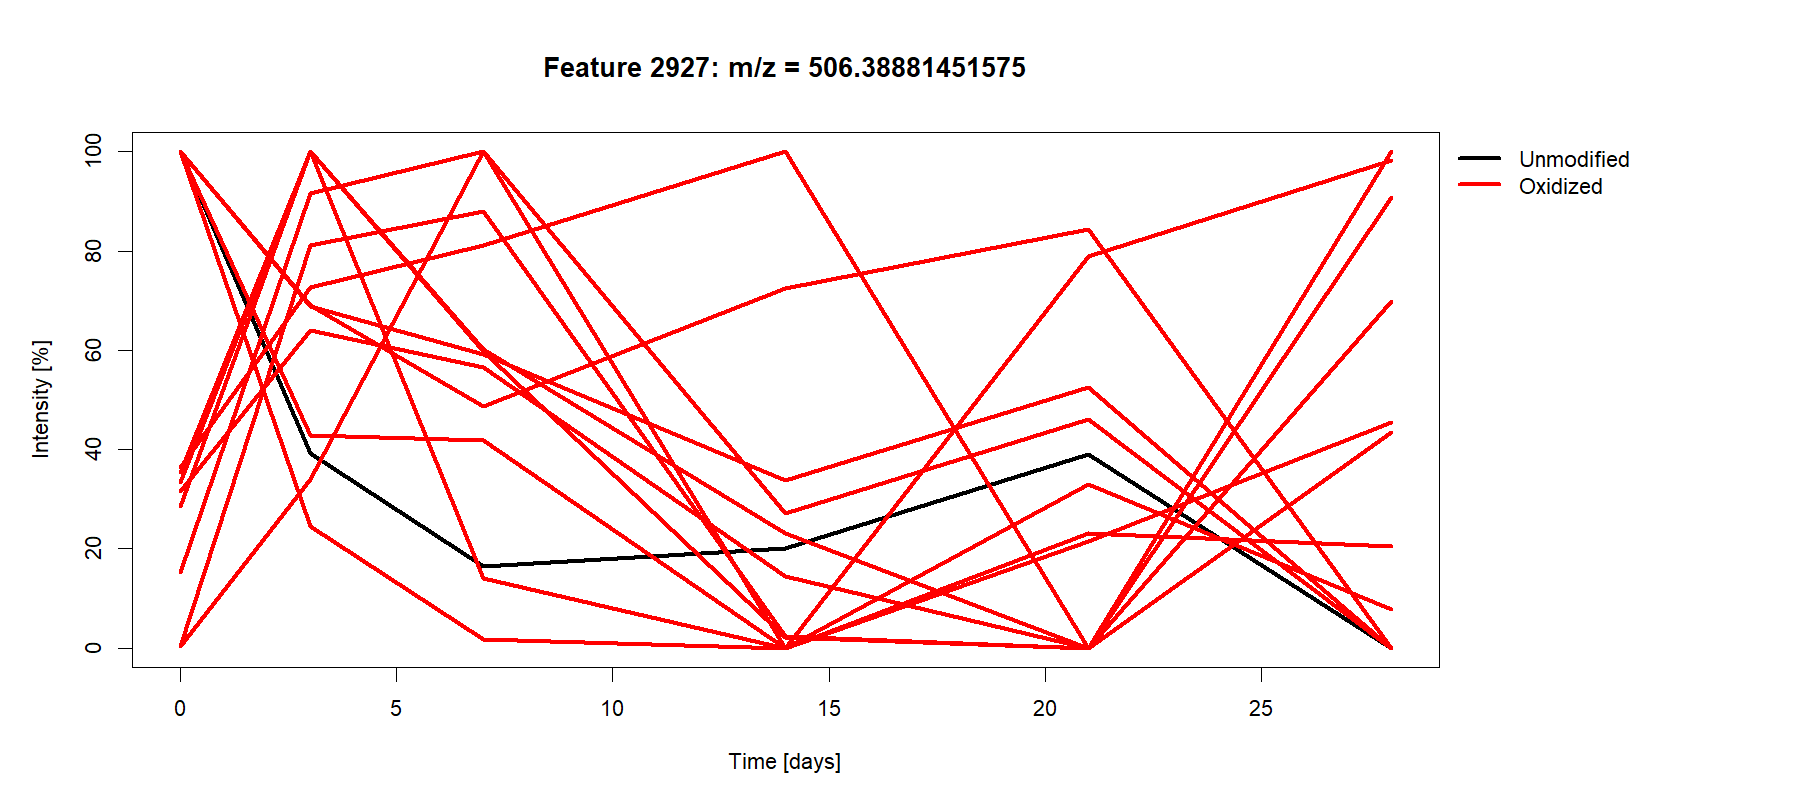 Feature 2927: m/z = 506.38881451575
Unmodified
Oxidized
Intensity [%]
100
80
60
40
20
0
0 5 10 15 20 25
Time [days]